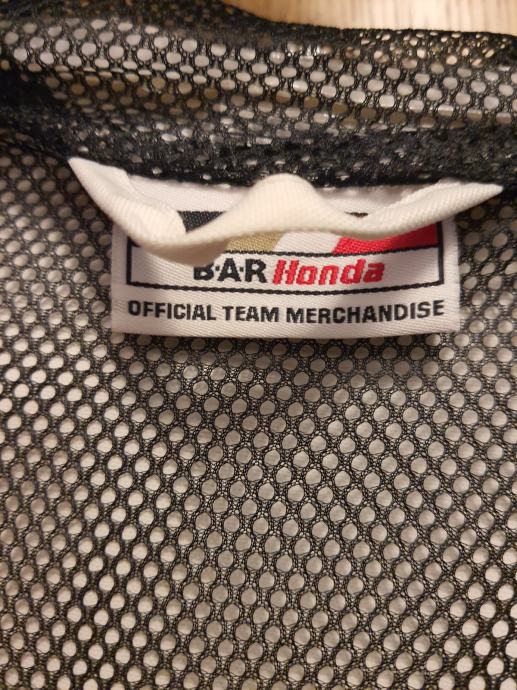 B·A·R Honda
OFFICIAL TEAM MERCHANDISE